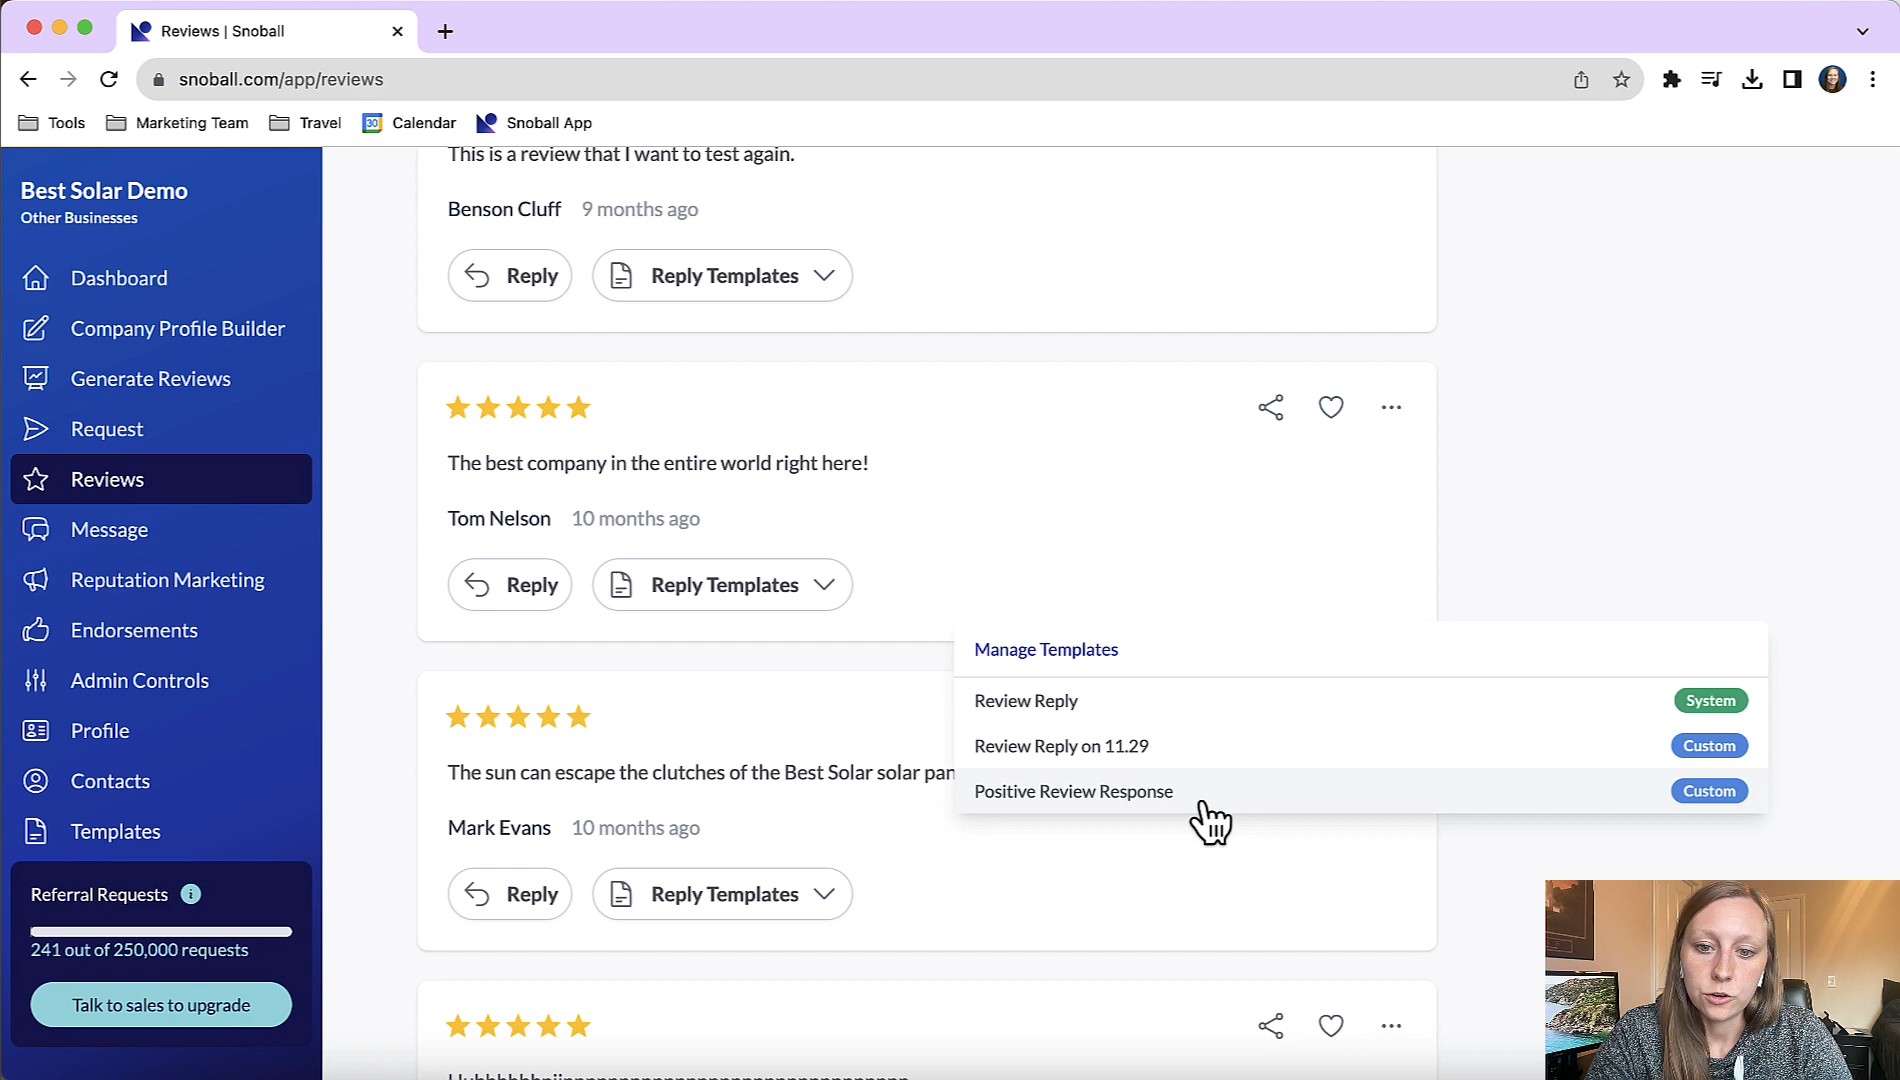 Reviews | Snoball
snoball.com/app/reviews
Tools
Marketing Team
Travel
30
Calendar
Snoball App
Best Solar Demo
Other Businesses
Dashboard
Company Profile Builder
Generate Reviews
Request
Reviews
Message
Reputation Marketing
Endorsements
Admin Controls
Profile
Contacts
Templates
Referral Requests i
241 out of 250,000 requests
Talk to sales to upgrade
This is a review that I want to test again.
Benson Cluff 9 months ago
Reply Reply Templates
The best company in the entire world right here!
Tom Nelson 10 months ago
Reply Reply Templates
Manage Templates
Review Reply System
Review Reply on 11.29 Custom
Positive Review Response Custom
The sun can escape the clutches of the Best Solar solar pan
Mark Evans 10 months ago
Reply Reply Templates